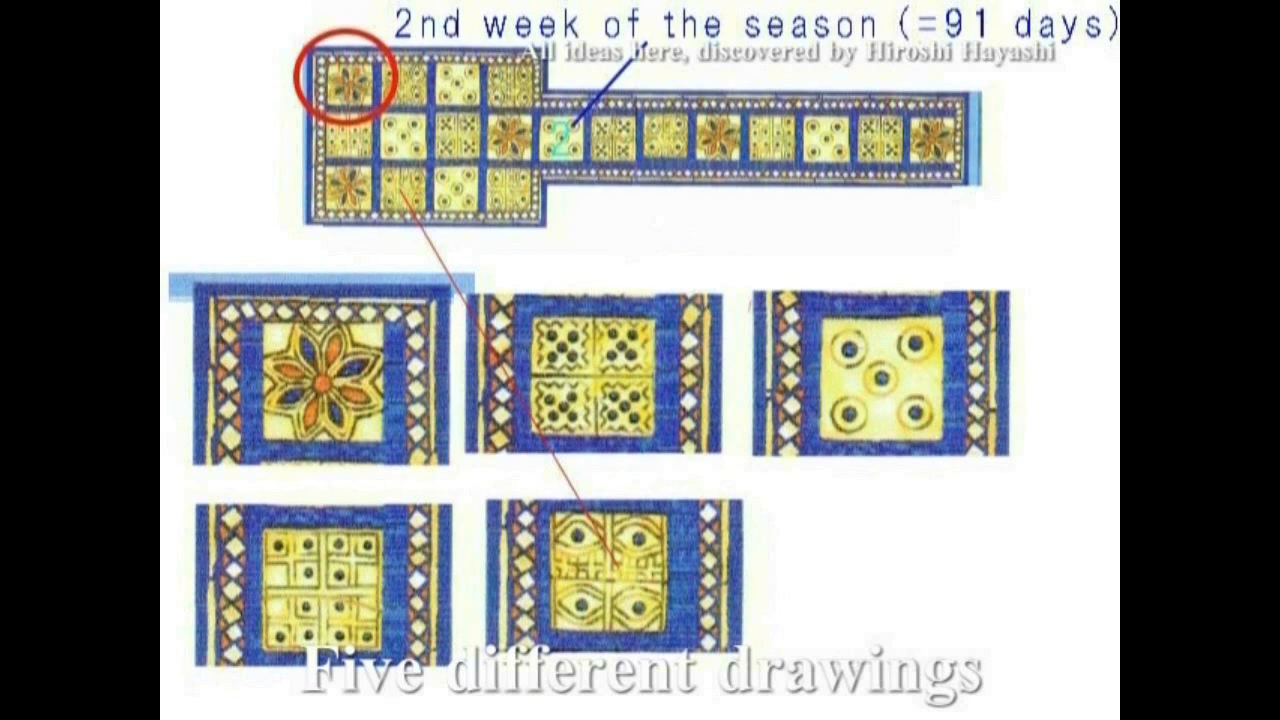 2nd week of the season (=91 days)
All ideas here, discovered by Hiroshi Hayashi
2
Five different drawings